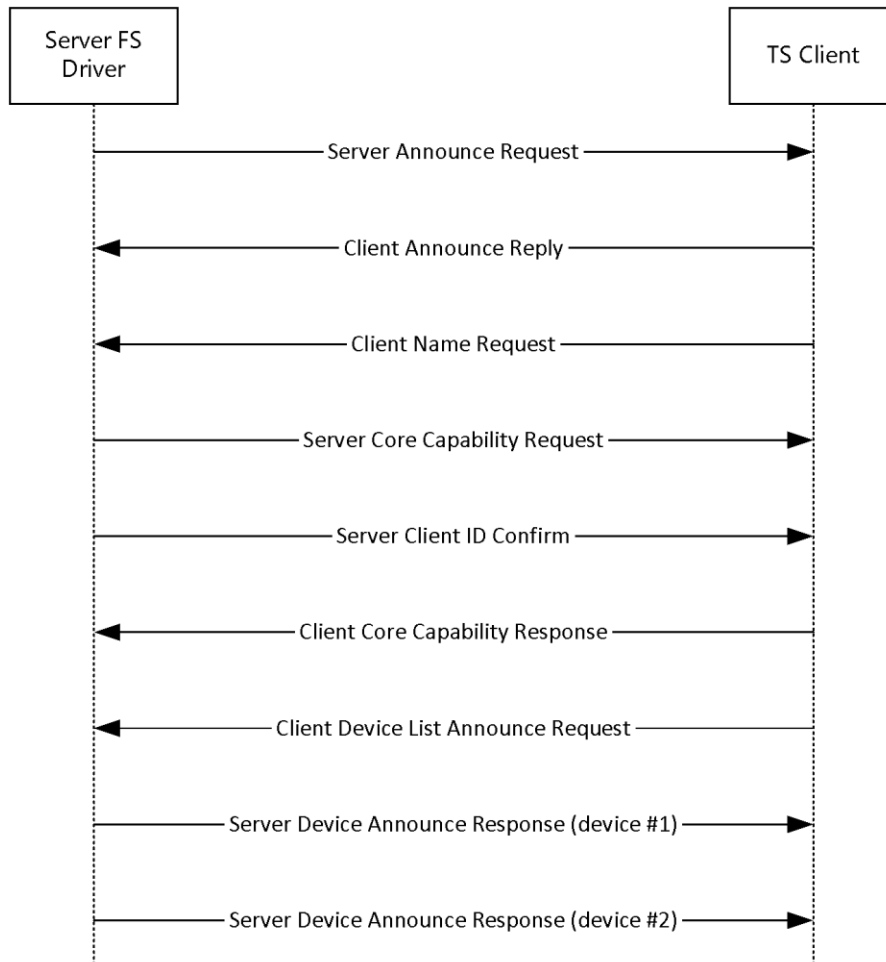 Server FS
Driver
TS Client
Server Announce Request
Client Announce Reply
Client Name Request
Server Core Capability Request
Server Client ID Confirm
Client Core Capability Response
Client Device List Announce Request
Server Device Announce Response (device #1)
Server Device Announce Response (device #2)